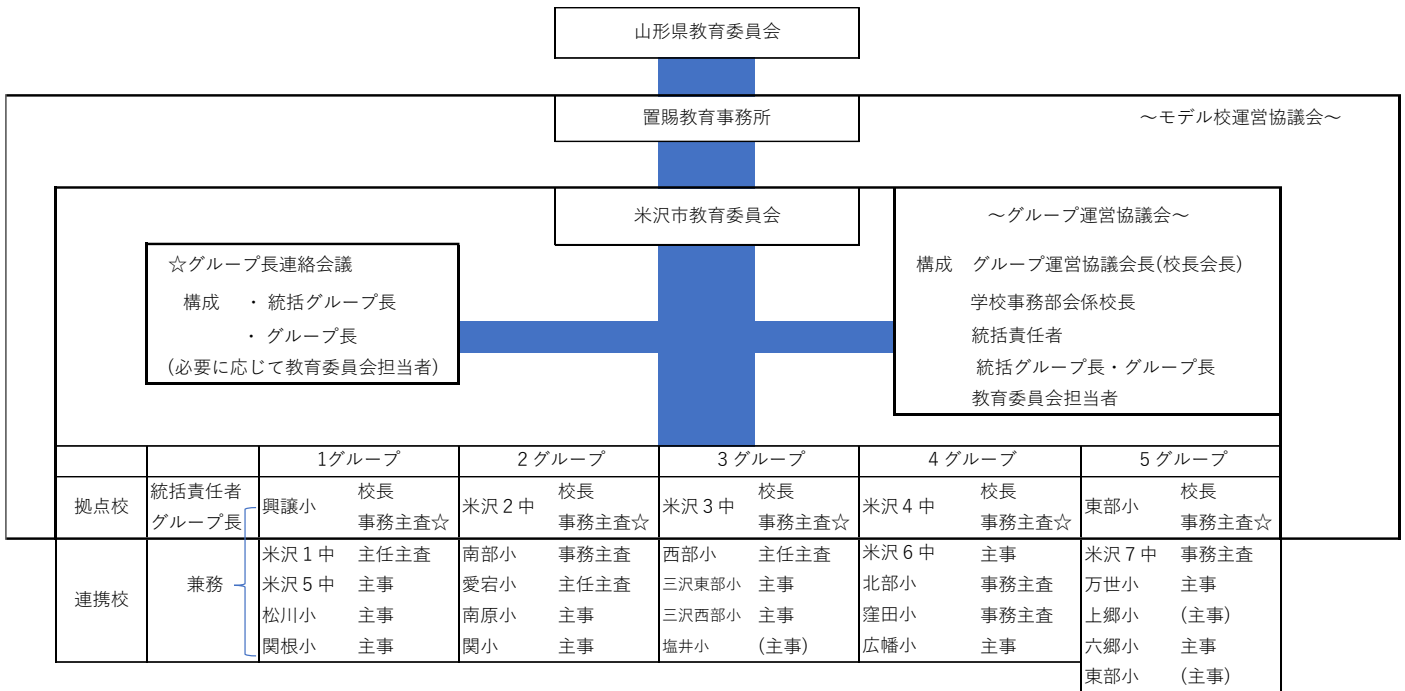 山形県教育委員会
置賜教育事務所
～モデル校運営協議会～
米沢市教育委員会
～グループ運営協議会～
構成 グループ運営協議会長(校長会長)
学校事務部会係校長
統括責任者
統括グループ長・グループ長
教育委員会担当者
☆グループ長連絡会議
構成 ・ 統括グループ長
・ グループ長
(必要に応じて教育委員会担当者)
1グループ 2グループ 3グループ 4グループ 5グループ
拠点校 統括責任者 グループ長 興譲小 校長 事務主査☆ 米沢2中 校長 事務主査☆ 米沢3中 校長 事務主査☆ 米沢4中 校長 事務主査☆ 東部小 校長 事務主査☆
連携校 兼務
米沢1中 主任主査 南部小 事務主査 西部小 主任主査 米沢6中 主事 米沢7中 事務主査
米沢5中 主事 愛宕小 主任主査 三沢東部小 主事 北部小 事務主査 万世小 主事
松川小 主事 南原小 主事 三沢西部小 主事 窪田小 事務主査 上郷小 (主事)
関根小 主事 関小 主事 塩井小 (主事) 広幡小 主事 六郷小 主事
東部小 (主事)